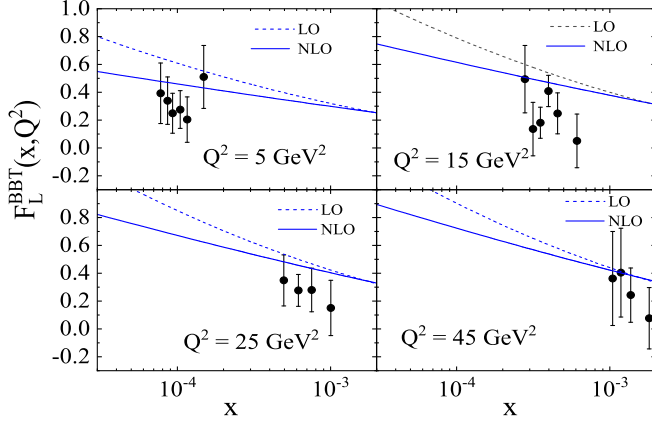 F_L^BBT(x,Q²)
1.0
0.8
0.6
0.4
0.2
0.0
-0.2
LO
NLO
Q² = 5 GeV²
LO
NLO
Q² = 15 GeV²
0.8
0.6
0.4
0.2
0.0
-0.2
LO
NLO
Q² = 25 GeV²
LO
NLO
Q² = 45 GeV²
10⁻⁴
10⁻³
10⁻⁴
10⁻³
x
x